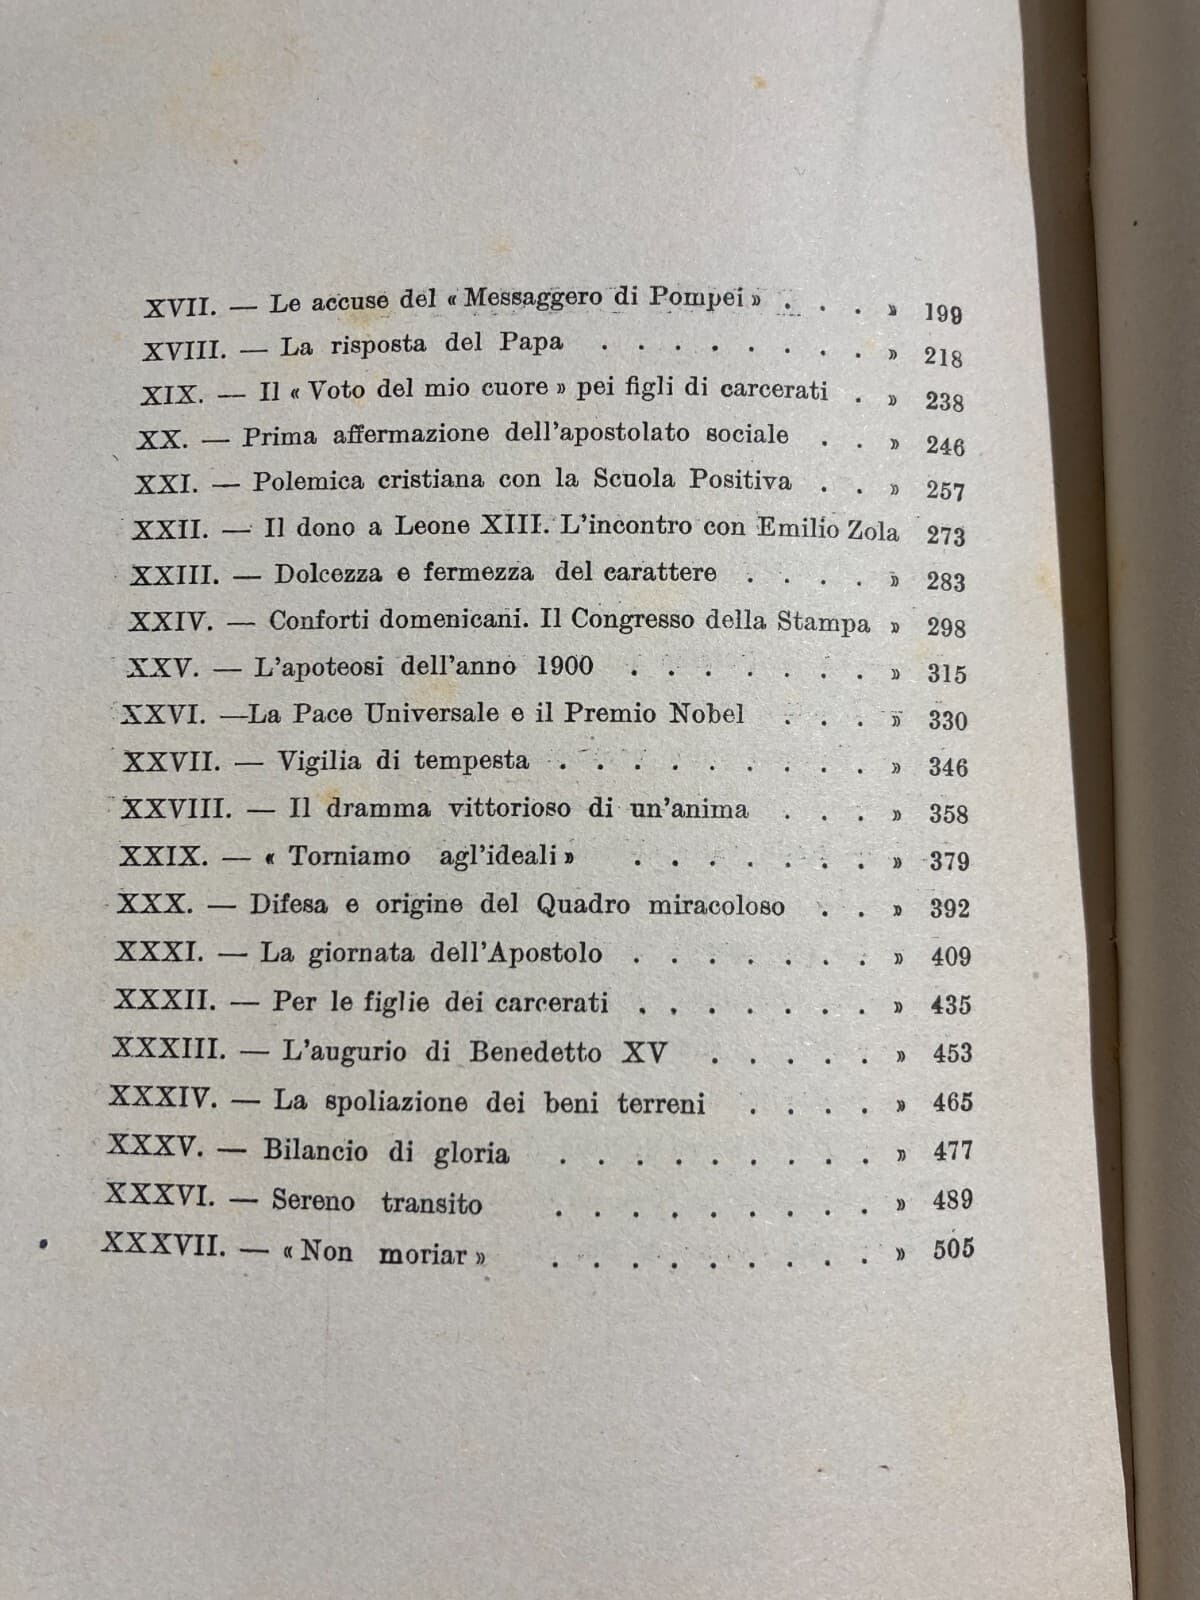 XVII. — Le accuse del « Messaggero di Pompei » . . . » 199
XVIII. — La risposta del Papa . . . . . . . . » 218
XIX. — Il « Voto del mio cuore » pei figli di carcerati . » 238
XX. — Prima affermazione dell'apostolato sociale . . » 246
XXI. — Polemica cristiana con la Scuola Positiva . . » 257
XXII. — Il dono a Leone XIII. L'incontro con Emilio Zola 273
XXIII. — Dolcezza e fermezza del carattere . . . . » 283
XXIV. — Conforti domenicani. Il Congresso della Stampa » 298
XXV. — L'apoteosi dell'anno 1900 . . . . . . . » 315
XXVI. —La Pace Universale e il Premio Nobel . . . » 330
XXVII. — Vigilia di tempesta . . . . . . . . . » 346
XXVIII. — Il dramma vittorioso di un'anima . . . » 358
XXIX. — « Torniamo agl'ideali » . . . . . . . » 379
XXX. — Difesa e origine del Quadro miracoloso . . » 392
XXXI. — La giornata dell'Apostolo . . . . . . . » 409
XXXII. — Per le figlie dei carcerati . . . . . . . » 435
XXXIII. — L'augurio di Benedetto XV . . . . . » 453
XXXIV. — La spoliazione dei beni terreni . . . . » 465
XXXV. — Bilancio di gloria . . . . . . . . . » 477
XXXVI. — Sereno transito . . . . . . . . . » 489
XXXVII. — « Non moriar » . . . . . . . . . » 505